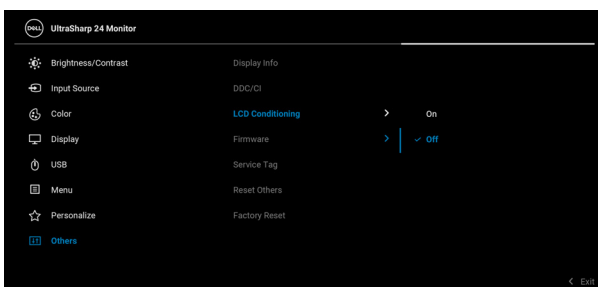 DELL UltraSharp 24 Monitor
Brightness/Contrast Display Info
Input Source DDC/CI
Color LCD Conditioning > On
Display Firmware > ✓ Off
USB Service Tag
Menu Reset Others
Personalize Factory Reset
Others
< Exit